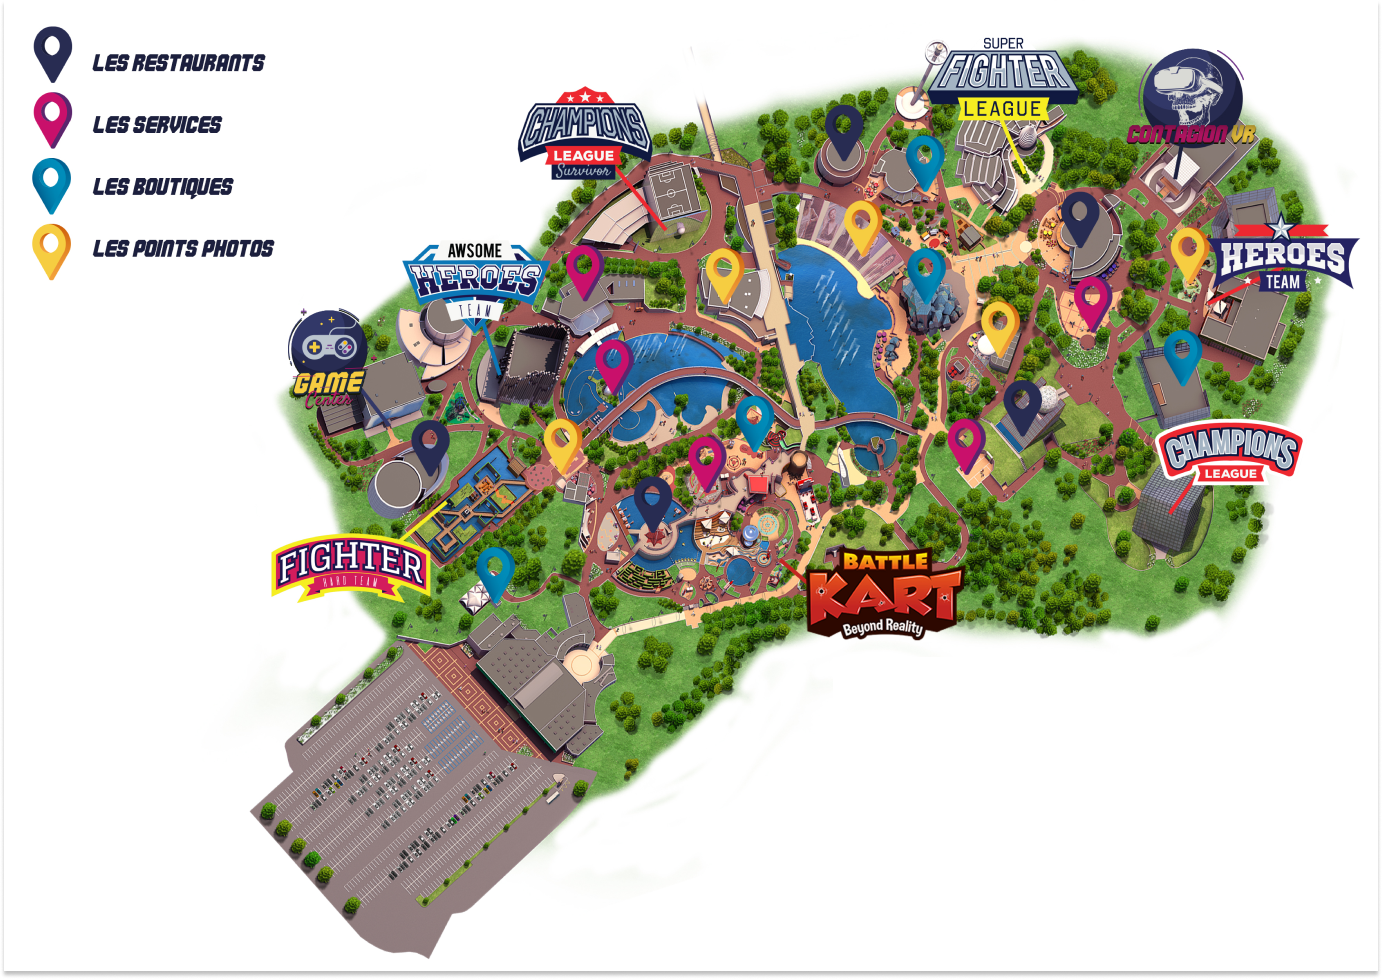 LES RESTAURANTS
LES SERVICES
LES BOUTIQUES
LES POINTS PHOTOS
SUPER
FIGHTER
LEAGUE
CHAMPIONS
LEAGUE
Survivor
CONTAGION VR
AWSOME
HEROES
TEAM
HEROES
TEAM
GAME
Center
CHAMPIONS
LEAGUE
FIGHTER
HARD TEAM
BATTLE
KART
Beyond Reality